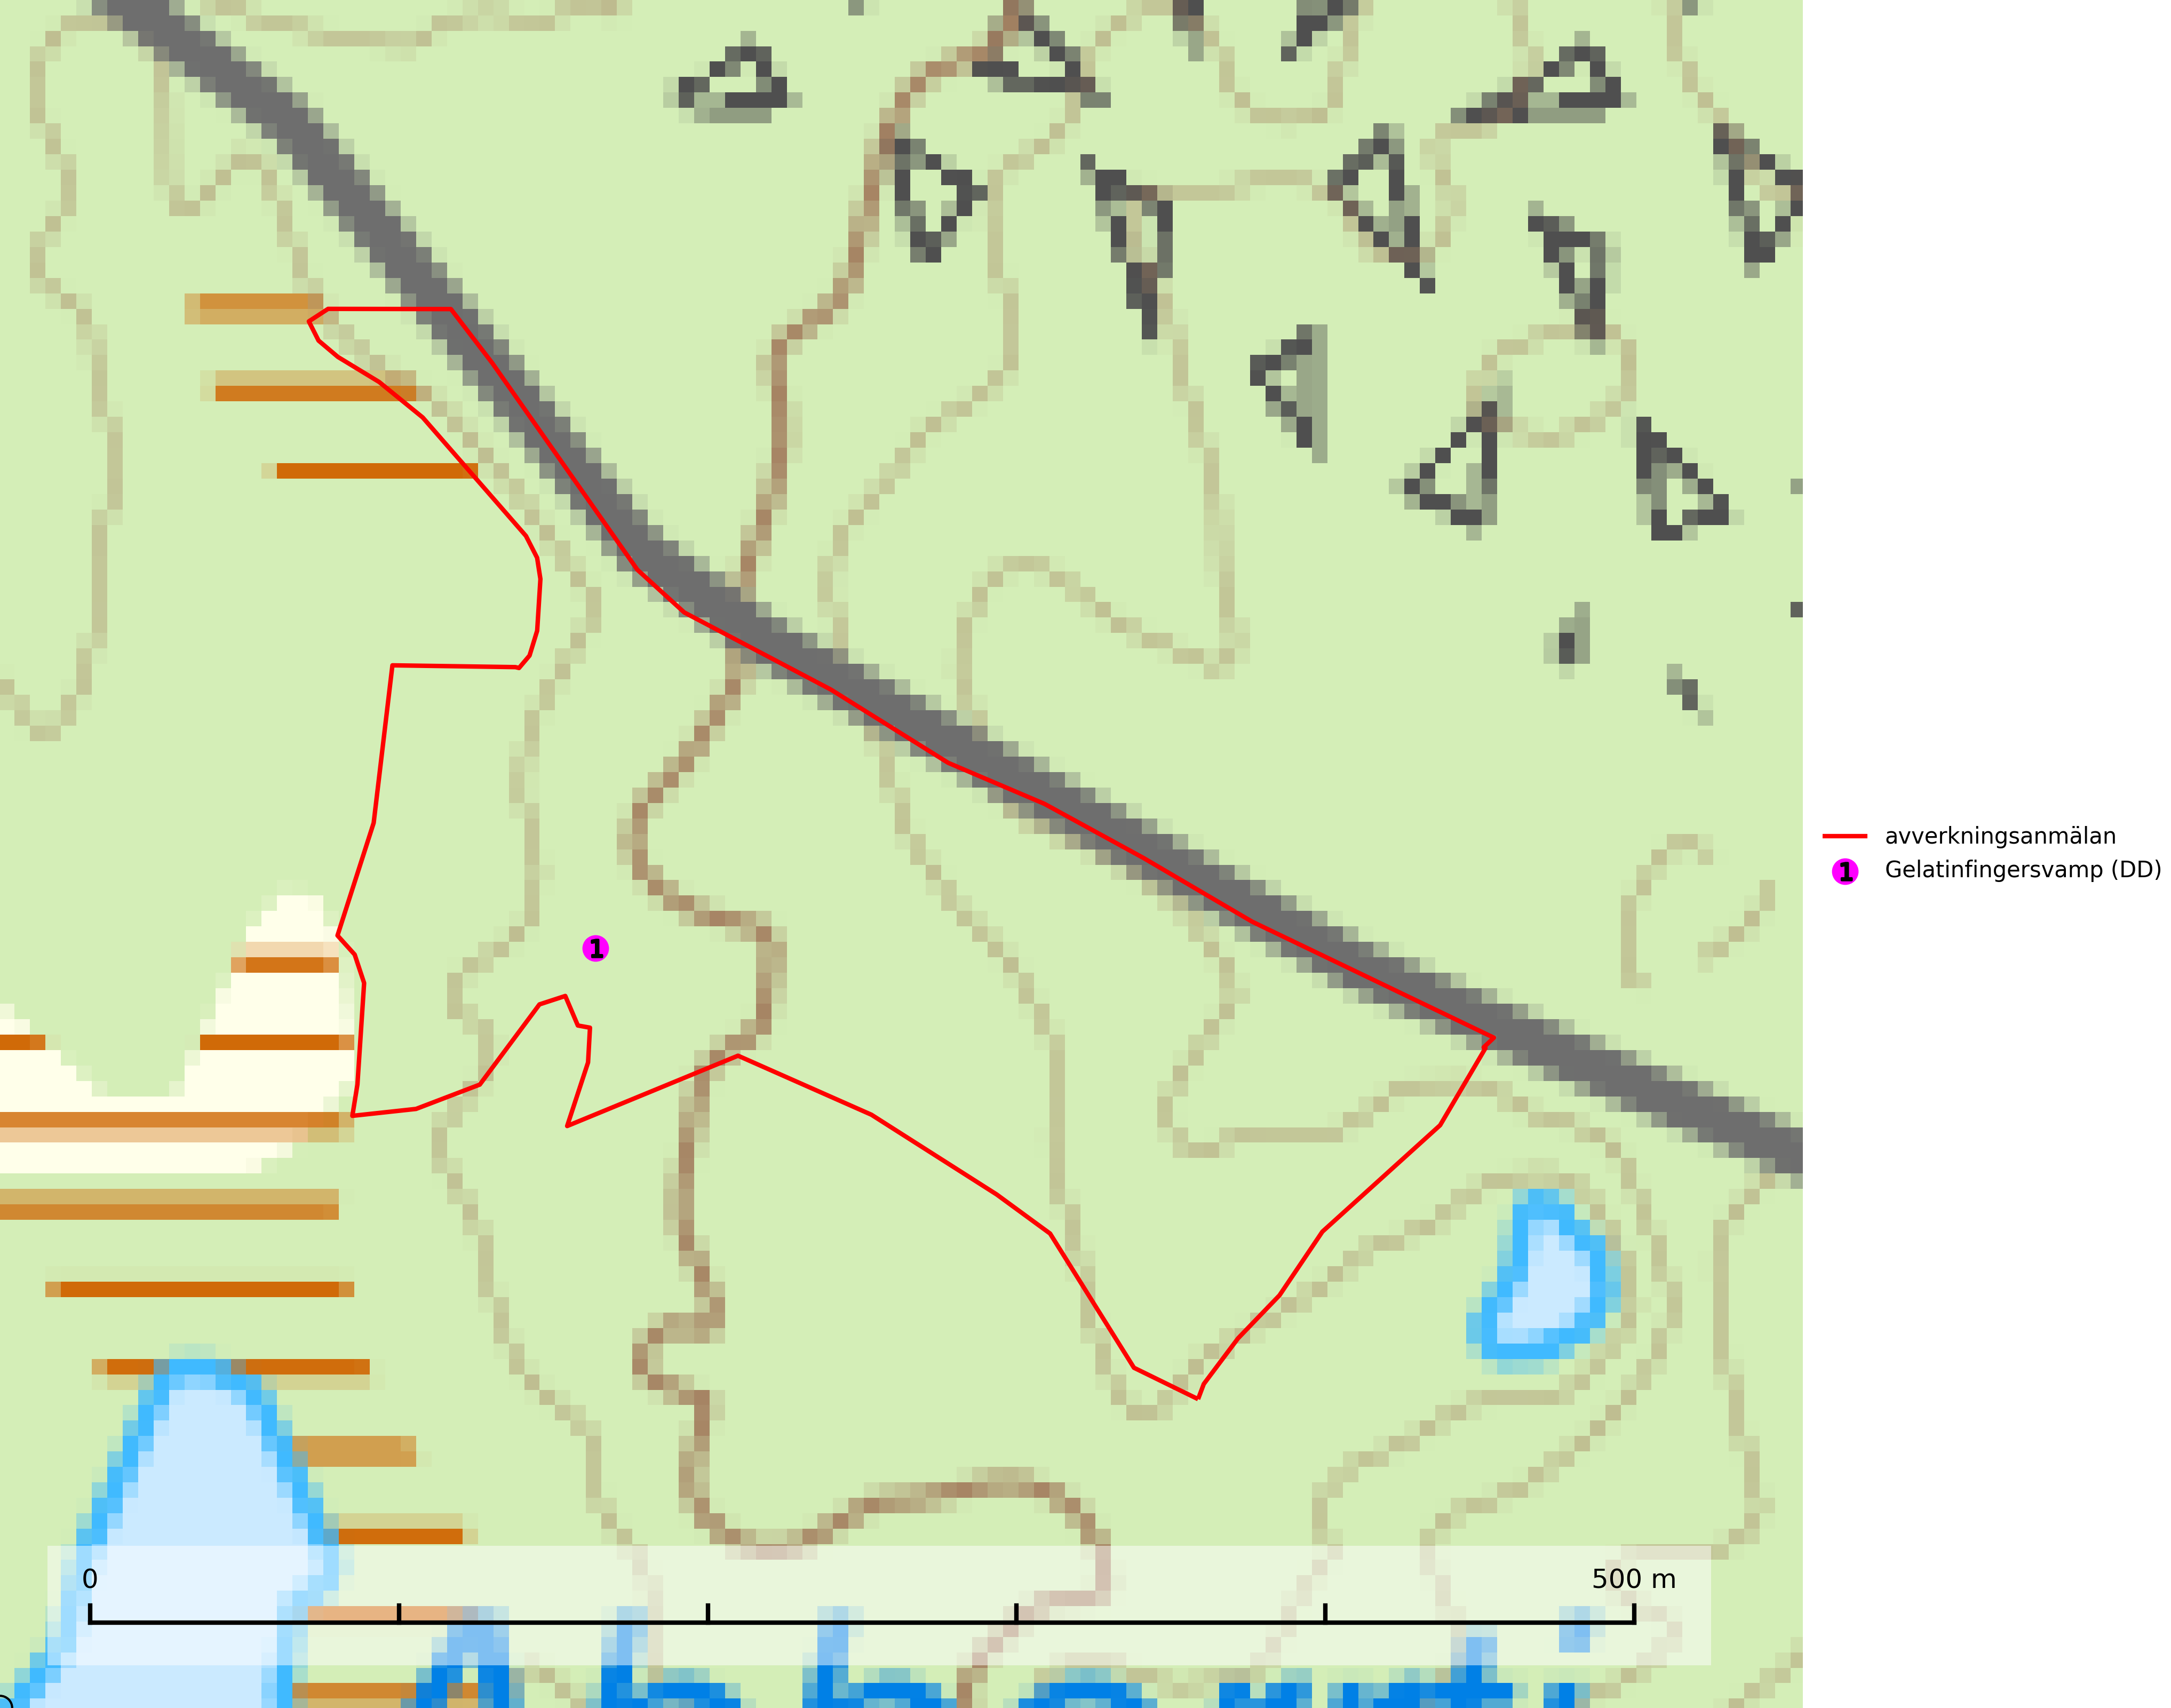 avverkningsanmälan
1 Gelatinfingersvamp (DD)
1
0 500 m